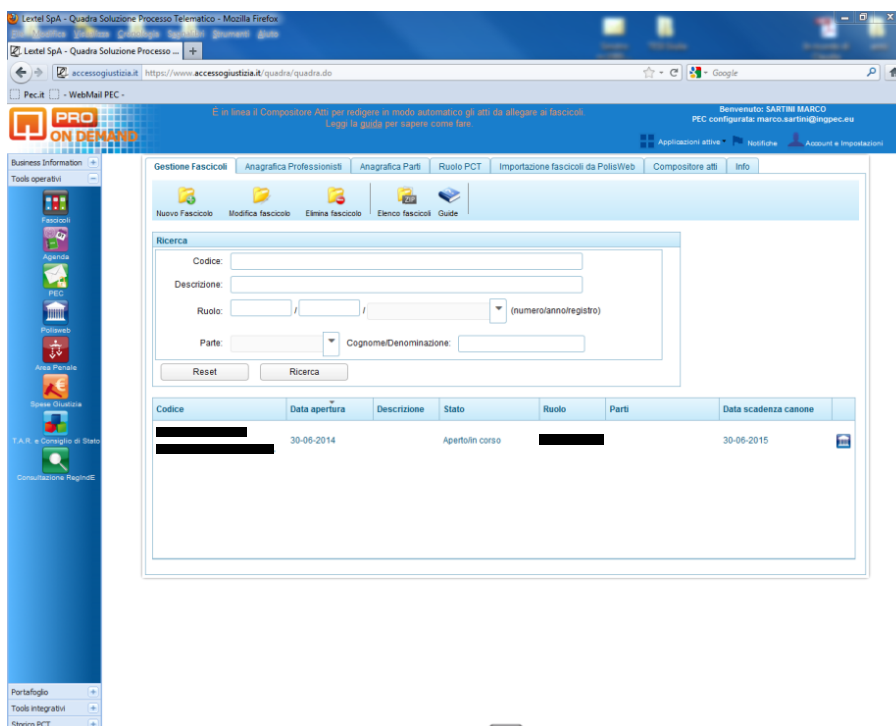 Lextel SpA - Quadra Soluzione Processo Telematico - Mozilla Firefox
Lextel SpA - Quadra Soluzione Processo ... +
accessogiustizia.it https://www.accessogiustizia.it/quadra/quadra.do
Google
Pec.it - WebMail PEC -
PRO
ON DEMAND
È in linea il Compositore Atti per redigere in modo automatico gli atti da allegare ai fascicoli.
Leggi la guida per sapere come fare.
Benvenuto: SARTINI MARCO
PEC configurata: marco.sartini@ingpec.eu
Applicazioni attive Notifiche Account e Impostazioni
Business Information
Tools operativi
Fascicoli
Agenda
PEC
Polisweb
Area Penale
Spese Giustizia
T.A.R. e Consiglio di Stato
Consultazione RegIndE
Portafoglio
Tools integrativi
Storico PCT
Gestione Fascicoli Anagrafica Professionisti Anagrafica Parti Ruolo PCT Importazione fascicoli da PolisWeb Compositore atti Info
Nuovo Fascicolo Modifica fascicolo Elimina fascicolo Elenco fascicoli Guide
ZIP
Ricerca
Codice:
Descrizione:
Ruolo: / / (numero/anno/registro)
Parte: Cognome/Denominazione:
Reset Ricerca
Codice Data apertura Descrizione Stato Ruolo Parti Data scadenza canone
30-06-2014 Aperto/in corso 30-06-2015